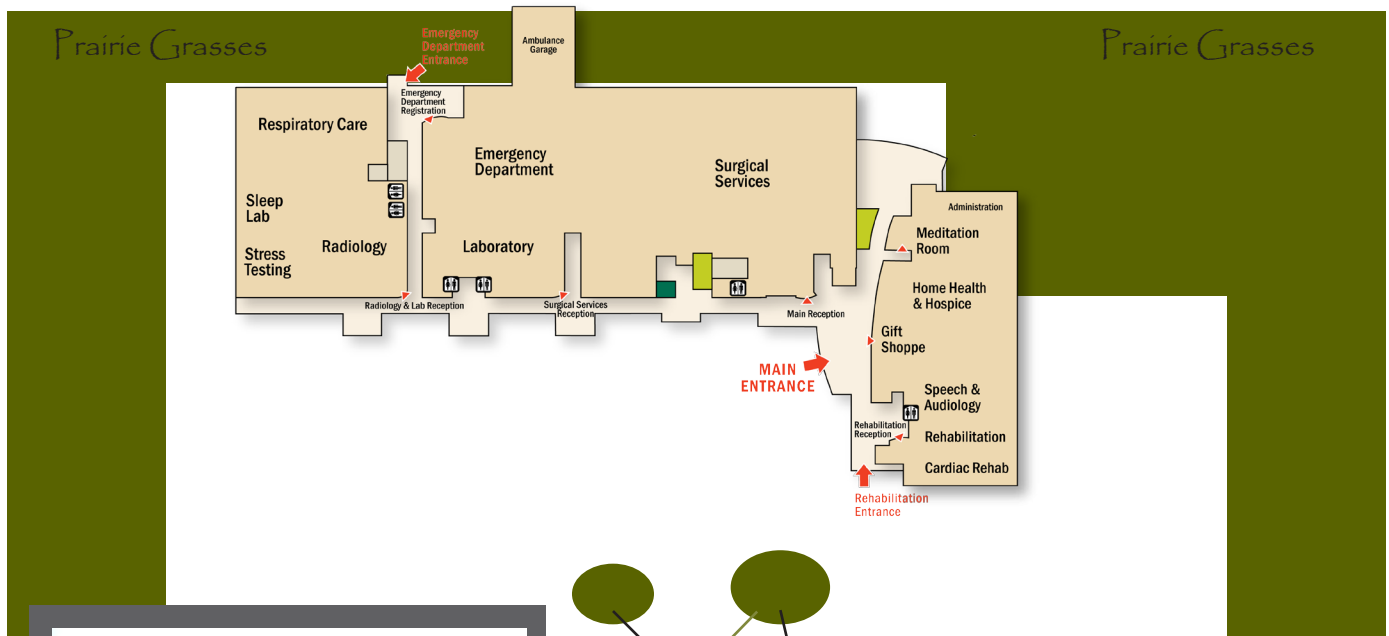 Prairie Grasses
Prairie Grasses
Emergency
Department
Entrance
Ambulance
Garage
Emergency
Department
Registration
Respiratory Care
Emergency
Department
Surgical
Services
Sleep
Lab
Administration
Meditation
Room
Radiology
Laboratory
Stress
Testing
Home Health
& Hospice
Radiology & Lab Reception
Surgical Services
Reception
Main Reception
Gift
Shoppe
MAIN
ENTRANCE
Speech &
Audiology
Rehabilitation
Reception
Rehabilitation
Cardiac Rehab
Rehabilitation
Entrance